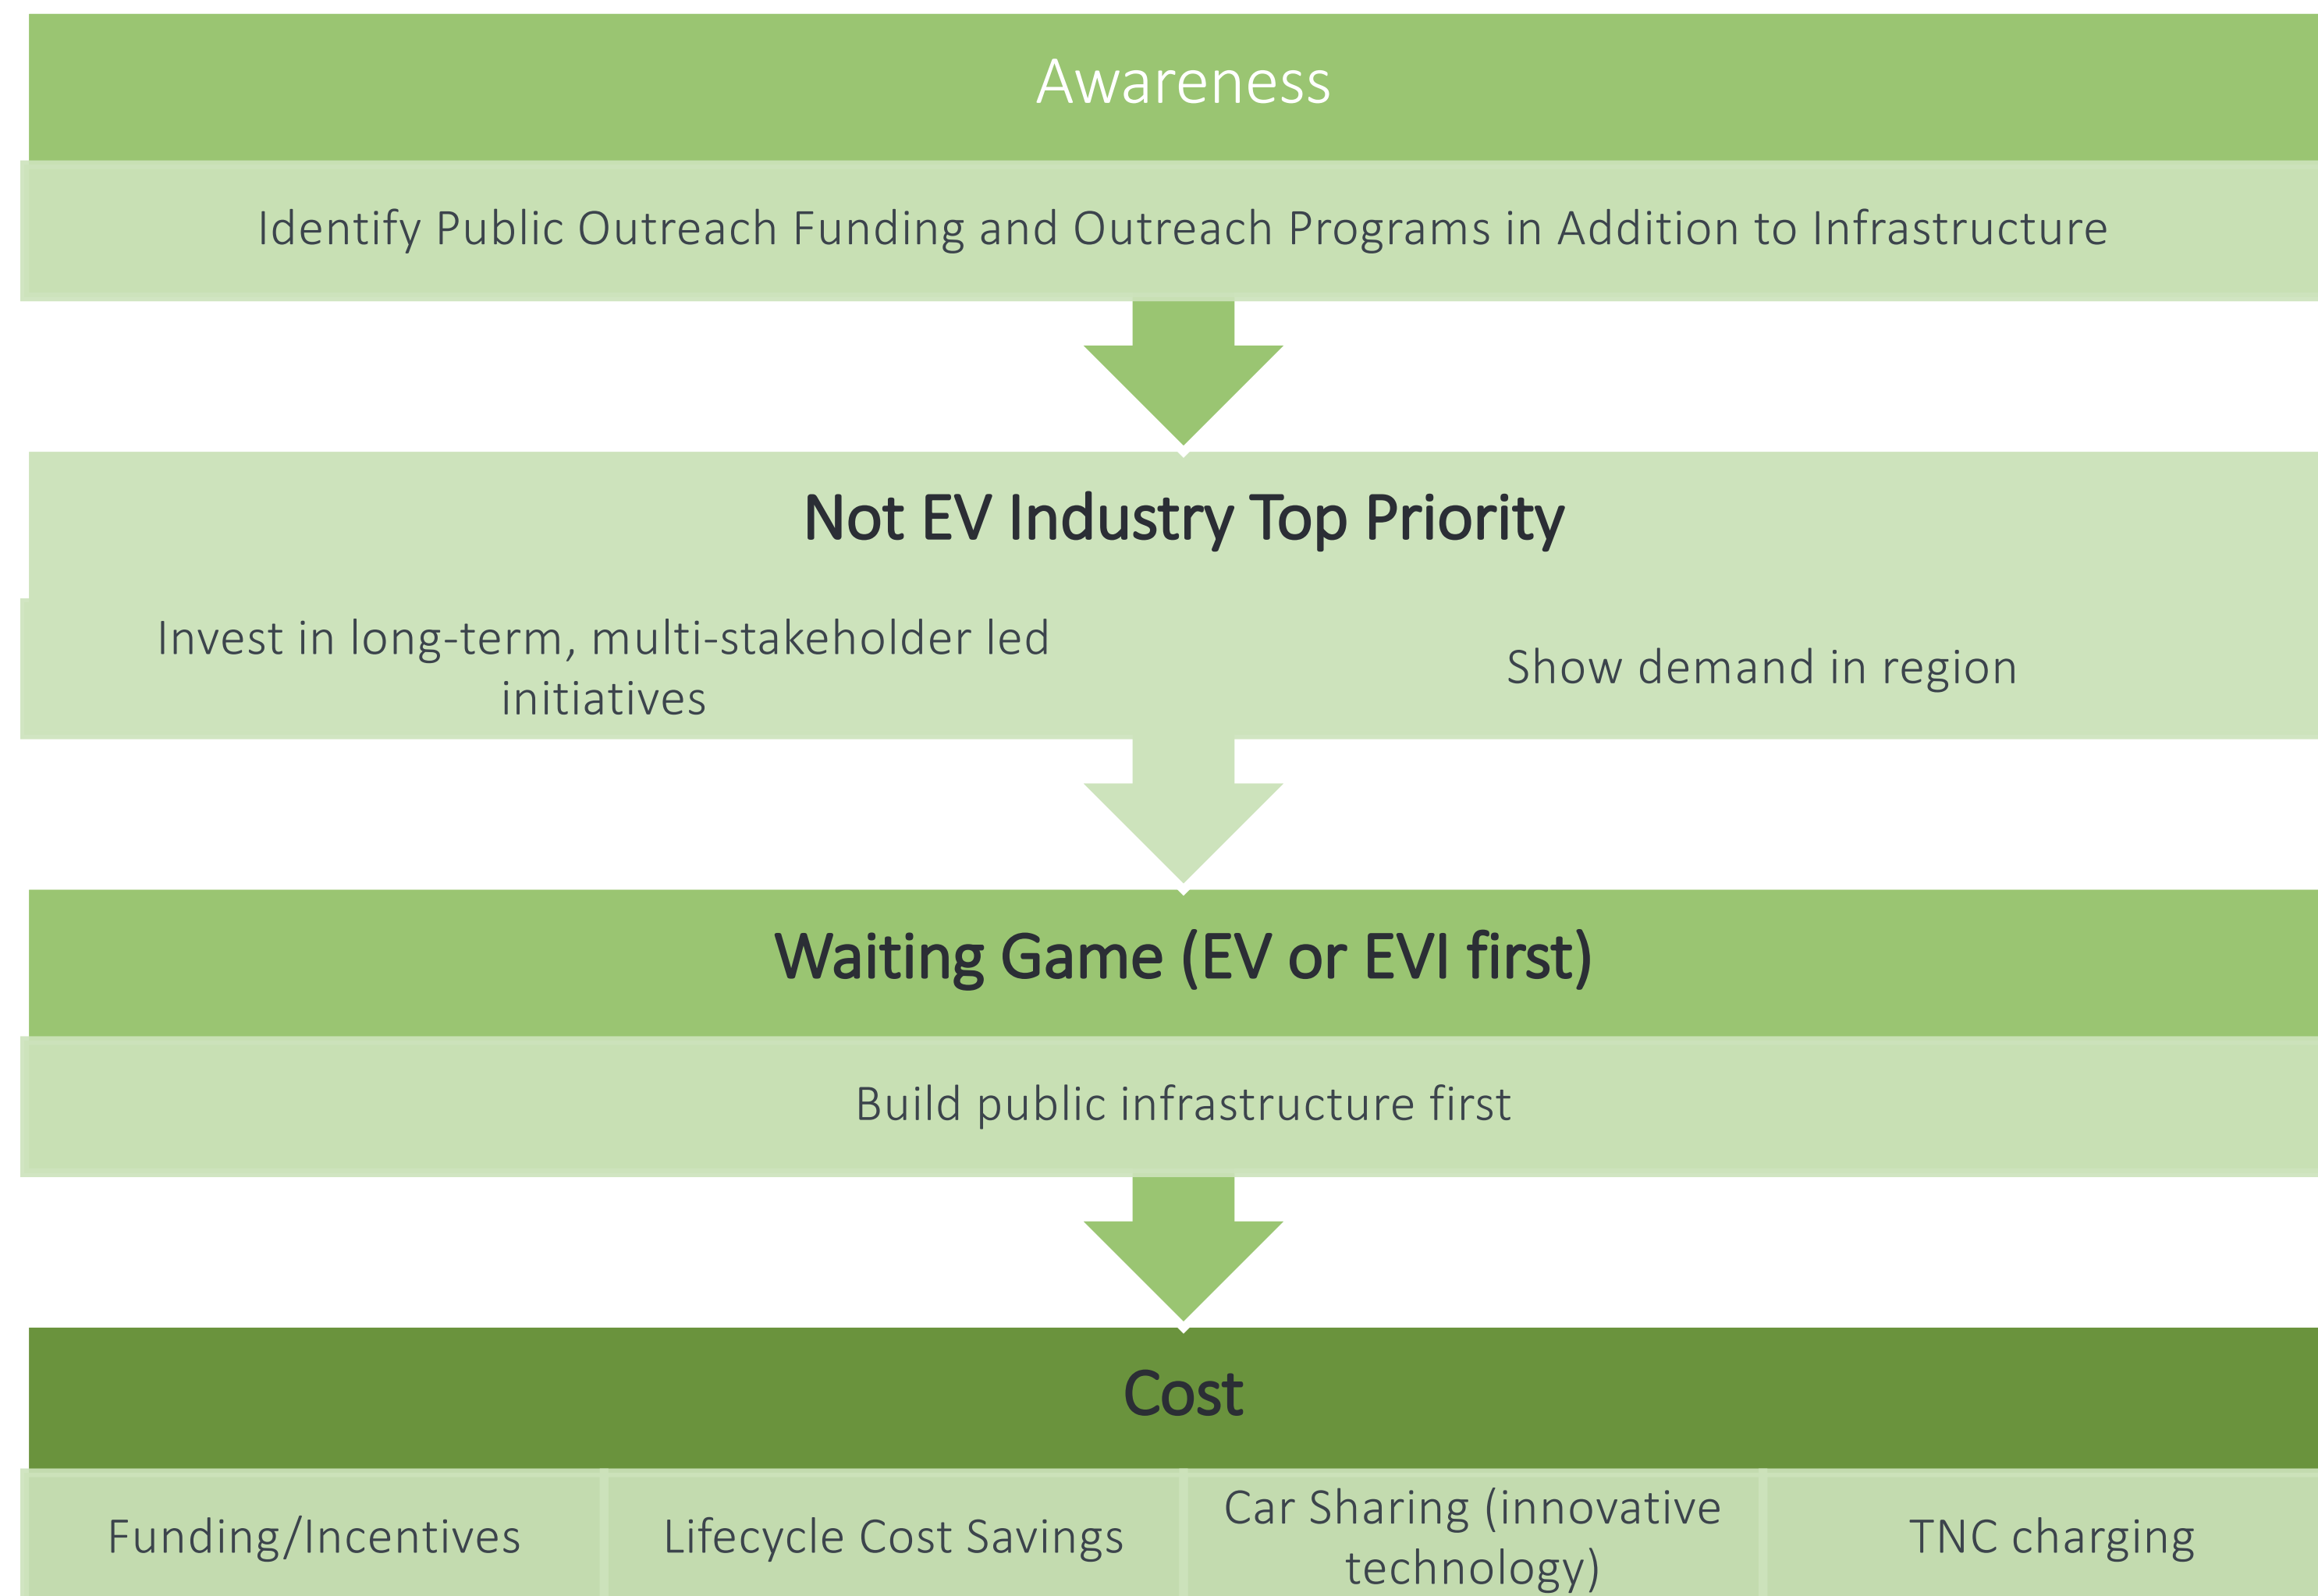 Awareness
Identify Public Outreach Funding and Outreach Programs in Addition to Infrastructure
Not EV Industry Top Priority
Invest in long-term, multi-stakeholder led
initiatives
Show demand in region
Waiting Game (EV or EVI first)
Build public infrastructure first
Cost
Funding/Incentives
Lifecycle Cost Savings
Car Sharing (innovative
technology)
TNC charging